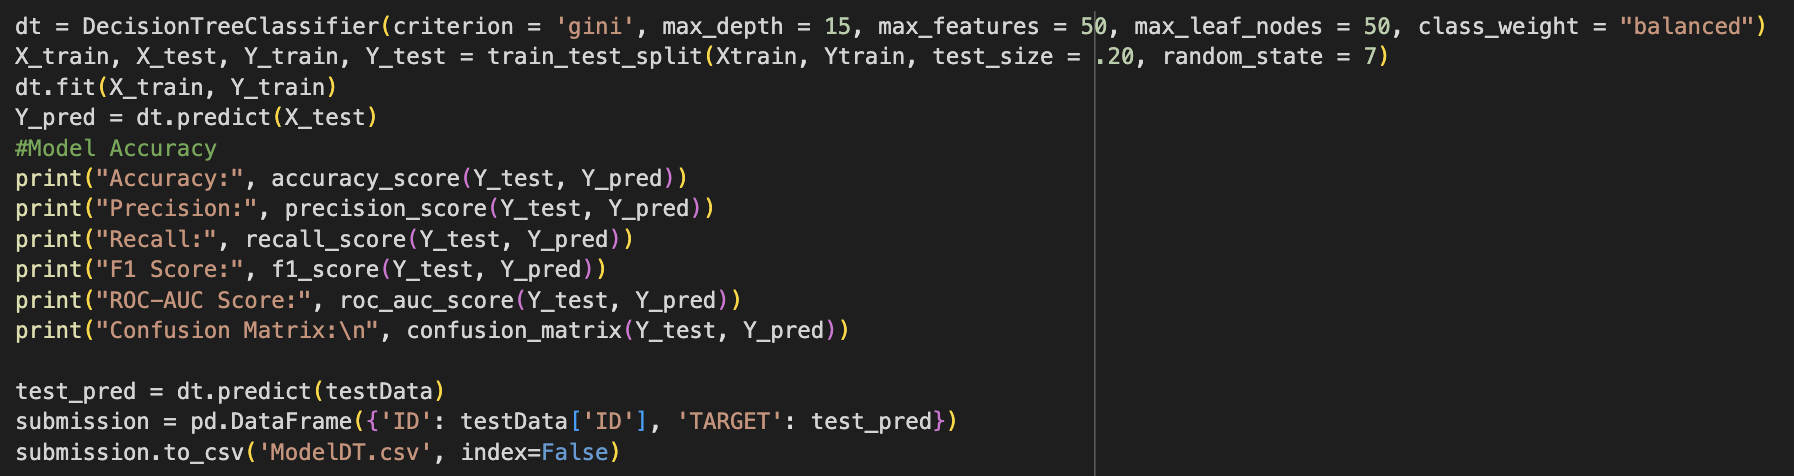 dt = DecisionTreeClassifier(criterion = 'gini', max_depth = 15, max_features = 50, max_leaf_nodes = 50, class_weight = "balanced")
X_train, X_test, Y_train, Y_test = train_test_split(Xtrain, Ytrain, test_size = .20, random_state = 7)
dt.fit(X_train, Y_train)
Y_pred = dt.predict(X_test)
#Model Accuracy
print("Accuracy:", accuracy_score(Y_test, Y_pred))
print("Precision:", precision_score(Y_test, Y_pred))
print("Recall:", recall_score(Y_test, Y_pred))
print("F1 Score:", f1_score(Y_test, Y_pred))
print("ROC-AUC Score:", roc_auc_score(Y_test, Y_pred))
print("Confusion Matrix:\n", confusion_matrix(Y_test, Y_pred))

test_pred = dt.predict(testData)
submission = pd.DataFrame({'ID': testData['ID'], 'TARGET': test_pred})
submission.to_csv('ModelDT.csv', index=False)